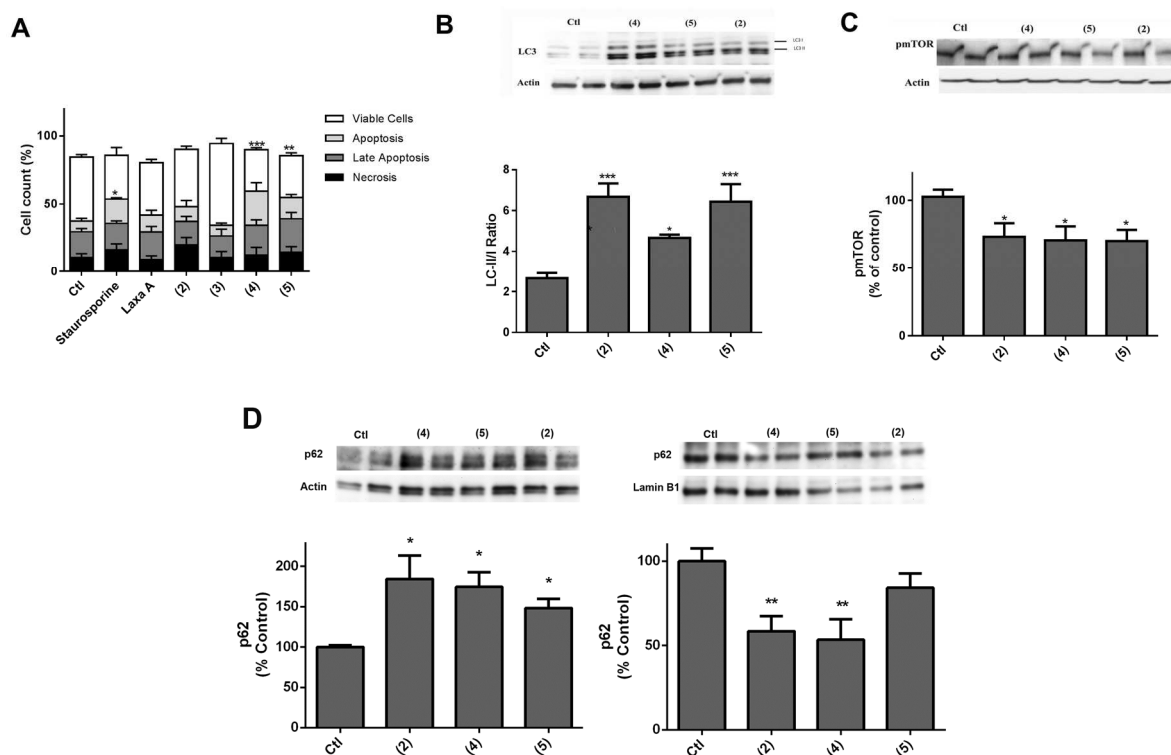 A
Cell count (%)
100
50
0
***
**
*
Viable Cells
Apoptosis
Late Apoptosis
Necrosis
Ctl
Staurosporine
Laxa A
(2)
(3)
(4)
(5)
B
Ctl (4) (5) (2)
LC3
LC3 I
LC3 II
Actin
LC-II/I Ratio
8
6
4
2
0
***
*
*
***
Ctl
(2)
(4)
(5)
C
Ctl (4) (5) (2)
pmTOR
Actin
pmTOR
(% of control)
100
50
0
* * *
Ctl
(2)
(4)
(5)
D
Ctl (4) (5) (2)
p62
Actin
p62
(% Control)
200
150
100
50
0
* * *
Ctl
(2)
(4)
(5)
Ctl (4) (5) (2)
p62
Lamin B1
p62
(% Control)
100
50
0
** **
Ctl
(2)
(4)
(5)